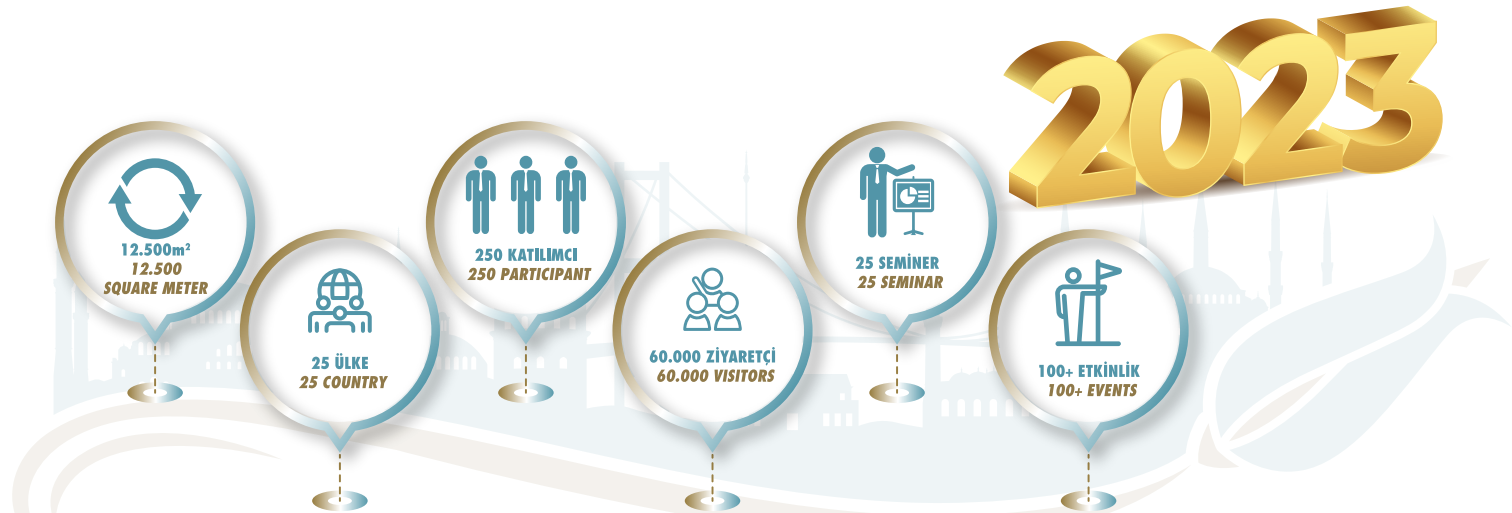 2023
12.500m²
12.500
SQUARE METER
25 ÜLKE
25 COUNTRY
250 KATILIMCI
250 PARTICIPANT
60.000 ZİYARETÇİ
60.000 VISITORS
25 SEMİNER
25 SEMINAR
100+ ETKİNLİK
100+ EVENTS